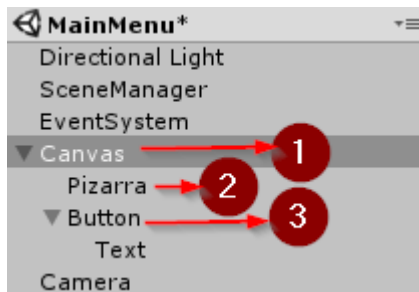 MainMenu*
Directional Light
SceneManager
EventSystem
Canvas 1
Pizarra 2
Button 3
Text
Camera